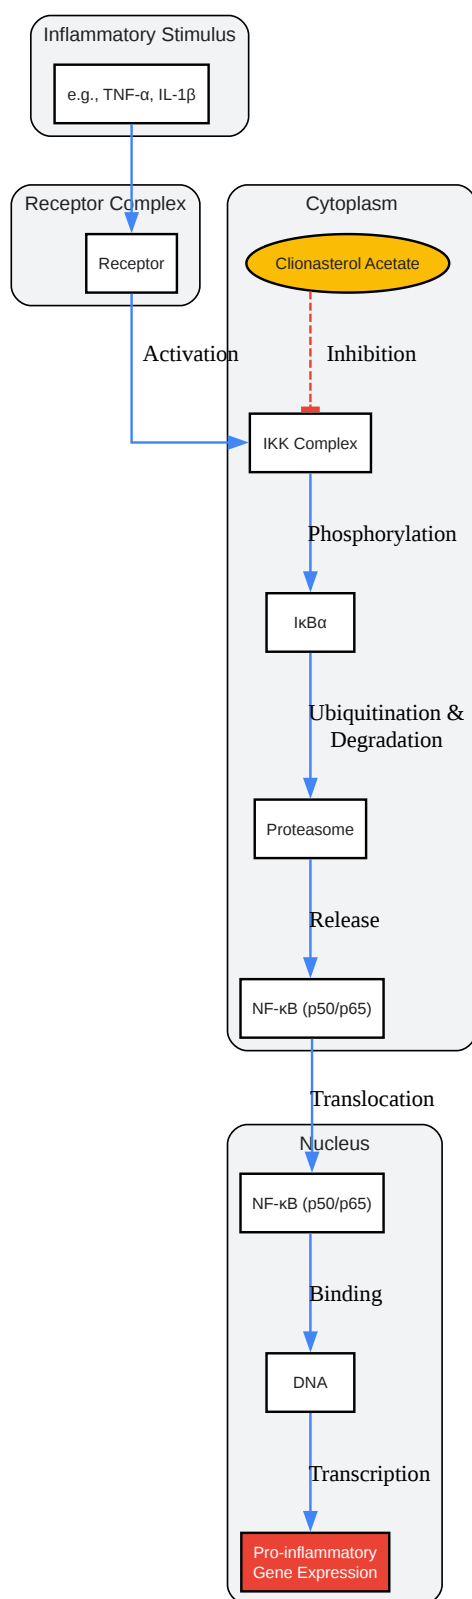 Inflammatory Stimulus
e.g., TNF-α, IL-1β
Receptor Complex
Receptor
Cytoplasm
Clionasterol Acetate
Activation
Inhibition
IKK Complex
Phosphorylation
IκBα
Ubiquitination &
Degradation
Proteasome
Release
NF-κB (p50/p65)
Translocation
Nucleus
NF-κB (p50/p65)
Binding
DNA
Transcription
Pro-inflammatory
Gene Expression